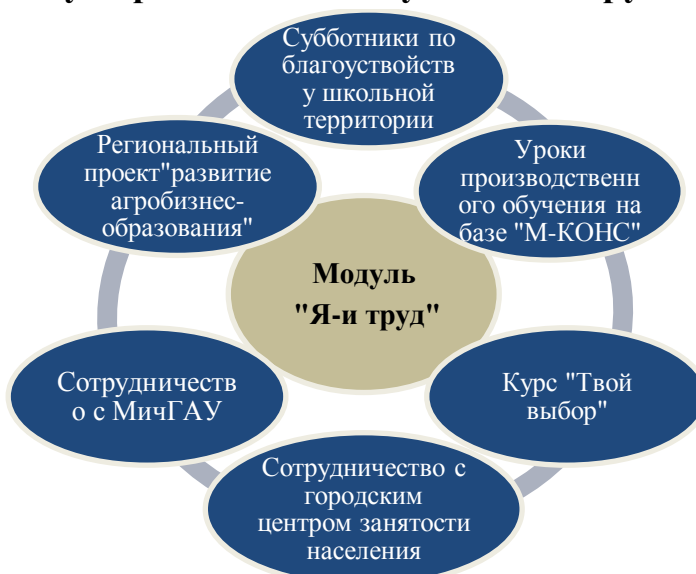 Субботники по
благоустройств
у школьной
территории
Региональный
проект"развитие
агробизнес-
образования"
Уроки
производственн
ого обучения на
базе "М-КОНС"
Модуль
"Я-и труд"
Сотрудничеств
о с МичГАУ
Курс "Твой
выбор"
Сотрудничество с
городским
центром занятости
населения